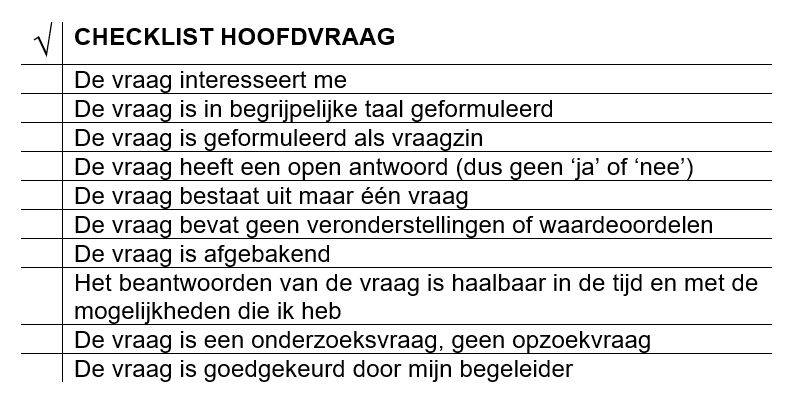 √ CHECKLIST HOOFDVRAAG
De vraag interesseert me
De vraag is in begrijpelijke taal geformuleerd
De vraag is geformuleerd als vraagzin
De vraag heeft een open antwoord (dus geen ‘ja’ of ‘nee’)
De vraag bestaat uit maar één vraag
De vraag bevat geen veronderstellingen of waardeoordelen
De vraag is afgebakend
Het beantwoorden van de vraag is haalbaar in de tijd en met de
mogelijkheden die ik heb
De vraag is een onderzoeksvraag, geen opzoekvraag
De vraag is goedgekeurd door mijn begeleider